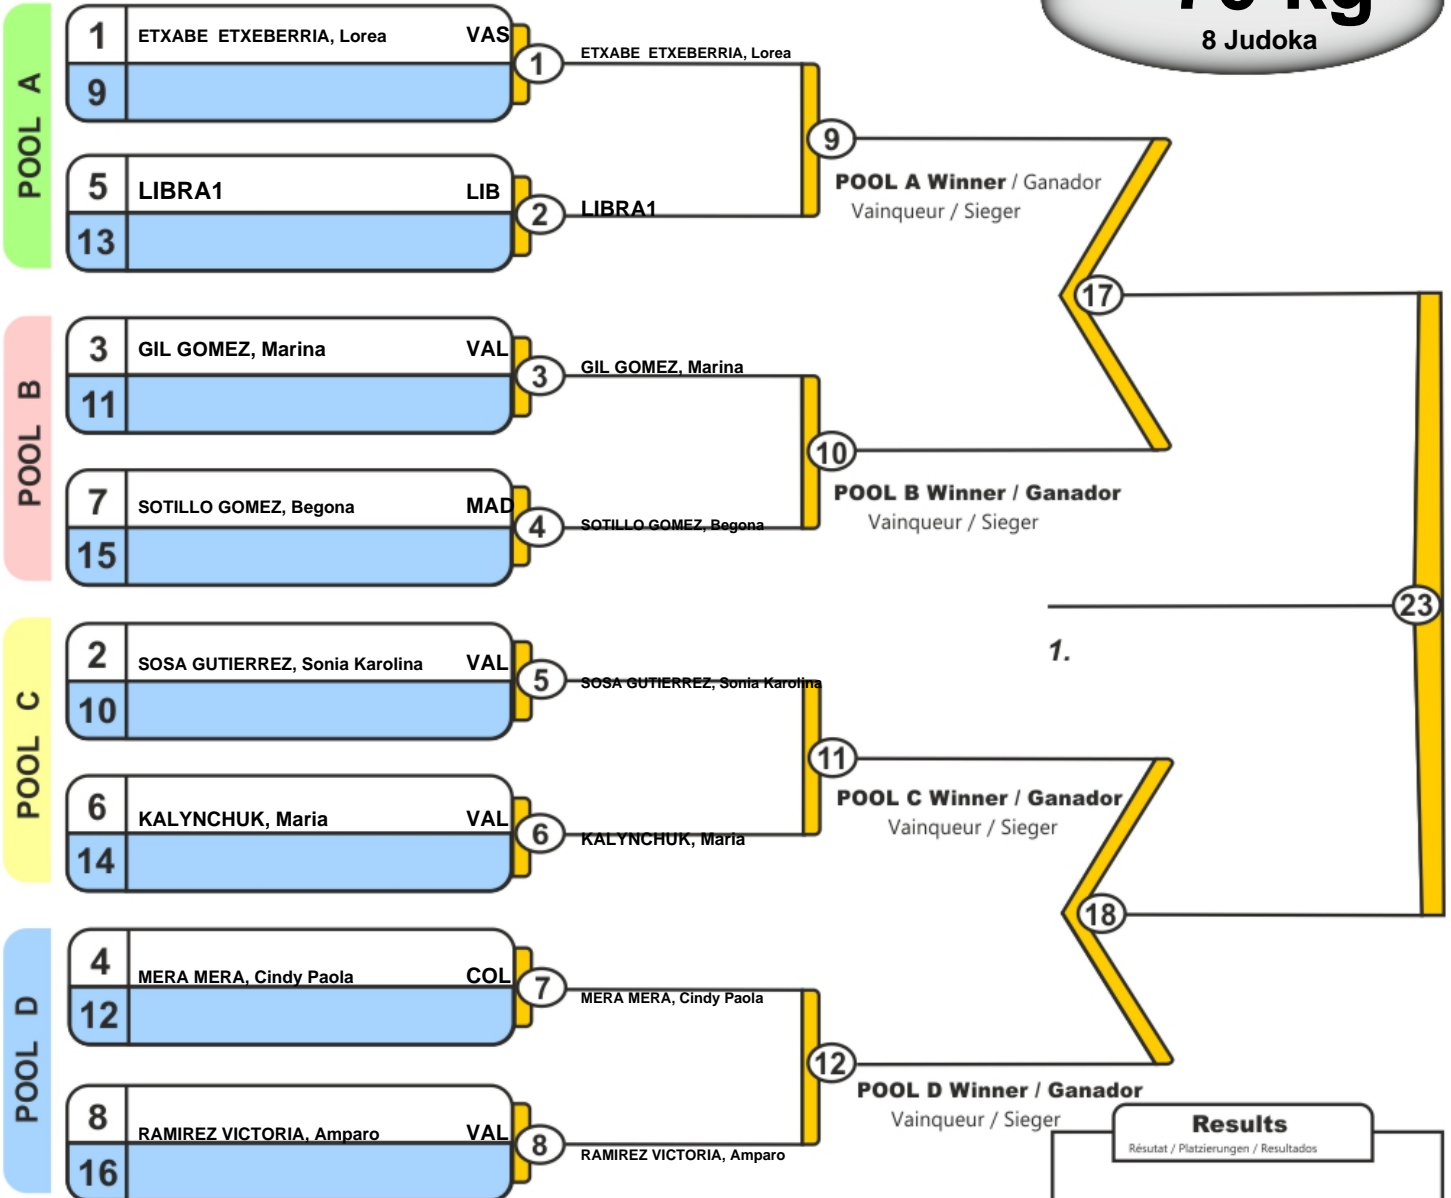 70 kg
8 Judoka
POOL A
1 ETXABE ETXEBERRIA, Lorea VAS
9
1
ETXABE ETXEBERRIA, Lorea
5 LIBRA1 LIB
13
2
LIBRA1
9
POOL A Winner / Ganador
Vainqueur / Sieger
POOL B
3 GIL GOMEZ, Marina VAL
11
3
GIL GOMEZ, Marina
7 SOTILLO GOMEZ, Begona MAD
15
4
SOTILLO GOMEZ, Begona
10
POOL B Winner / Ganador
Vainqueur / Sieger
17
POOL C
2 SOSA GUTIERREZ, Sonia Karolina VAL
10
5
SOSA GUTIERREZ, Sonia Karolina
6 KALYNCHUK, Maria VAL
14
6
KALYNCHUK, Maria
11
POOL C Winner / Ganador
Vainqueur / Sieger
POOL D
4 MERA MERA, Cindy Paola COL
12
7
MERA MERA, Cindy Paola
8 RAMIREZ VICTORIA, Amparo VAL
16
8
RAMIREZ VICTORIA, Amparo
12
POOL D Winner / Ganador
Vainqueur / Sieger
18
23
1.
Results
Résutat / Platzierungen / Resultados